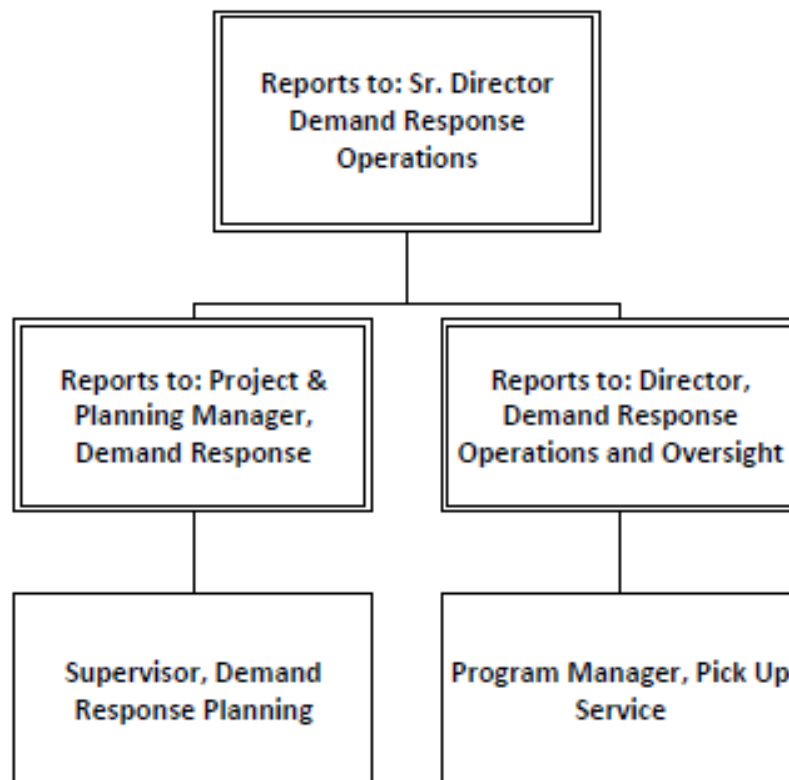 Reports to: Sr. Director
Demand Response
Operations
Reports to: Project &
Planning Manager,
Demand Response
Reports to: Director,
Demand Response
Operations and Oversight
Supervisor, Demand
Response Planning
Program Manager, Pick Up
Service